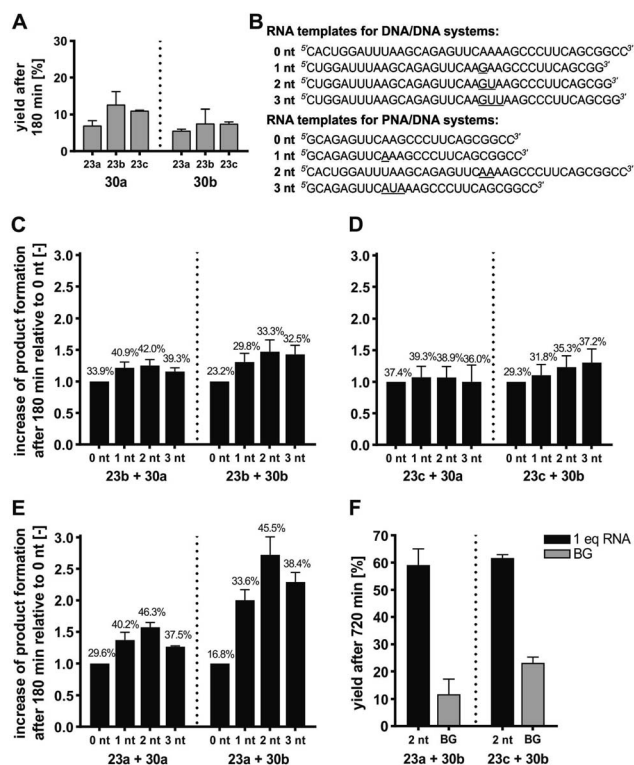 A
yield after
180 min [%]
30
20
10
0
23a 23b 23c 23a 23b 23c
30a 30b
B
RNA templates for DNA/DNA systems:
0 nt 5'CACUGGAUUUAAGCAGAGUUCAAAAGCCCUUCAGCGGCC3'
1 nt 5'CUGGAUUUAAGCAGAGUUCAAGAAGCCCUUCAGCGG3'
2 nt 5'CUGGAUUUAAGCAGAGUUCAAGUAAGCCCUUCAGCGG3'
3 nt 5'CUGGAUUUAAGCAGAGUUCAAGUUAAGCCCUUCAGCGG3'
RNA templates for PNA/DNA systems:
0 nt 5'GCAGAGUUCAAGCCCUUCAGCGGCC3'
1 nt 5'GCAGAGUUCAAAGCCCUUCAGCGGCC3'
2 nt 5'CACUGGAUUUAAGCAGAGUUCAAAAGCCCUUCAGCGGCC3'
3 nt 5'GCAGAGUUCAUAAAGCCCUUCAGCGGCC3'
C
increase of product formation
after 180 min relative to 0 nt [-]
3.0
2.5
2.0
1.5
1.0
0.5
0.0
33.9% 40.9% 42.0% 39.3% 23.2% 29.8% 33.3% 32.5%
0 nt 1 nt 2 nt 3 nt 0 nt 1 nt 2 nt 3 nt
23b + 30a 23b + 30b
D
3.0
2.5
2.0
1.5
1.0
0.5
0.0
37.4% 39.3% 38.9% 36.0% 29.3% 31.8% 35.3% 37.2%
0 nt 1 nt 2 nt 3 nt 0 nt 1 nt 2 nt 3 nt
23c + 30a 23c + 30b
E
increase of product formation
after 180 min relative to 0 nt [-]
3.0
2.5
2.0
1.5
1.0
0.5
0.0
29.6% 40.2% 46.3% 37.5% 16.8% 33.6% 45.5% 38.4%
0 nt 1 nt 2 nt 3 nt 0 nt 1 nt 2 nt 3 nt
23a + 30a 23a + 30b
F
1 eq RNA
BG
yield after 720 min [%]
70
60
50
40
30
20
10
0
2 nt BG 2 nt BG
23a + 30b 23c + 30b